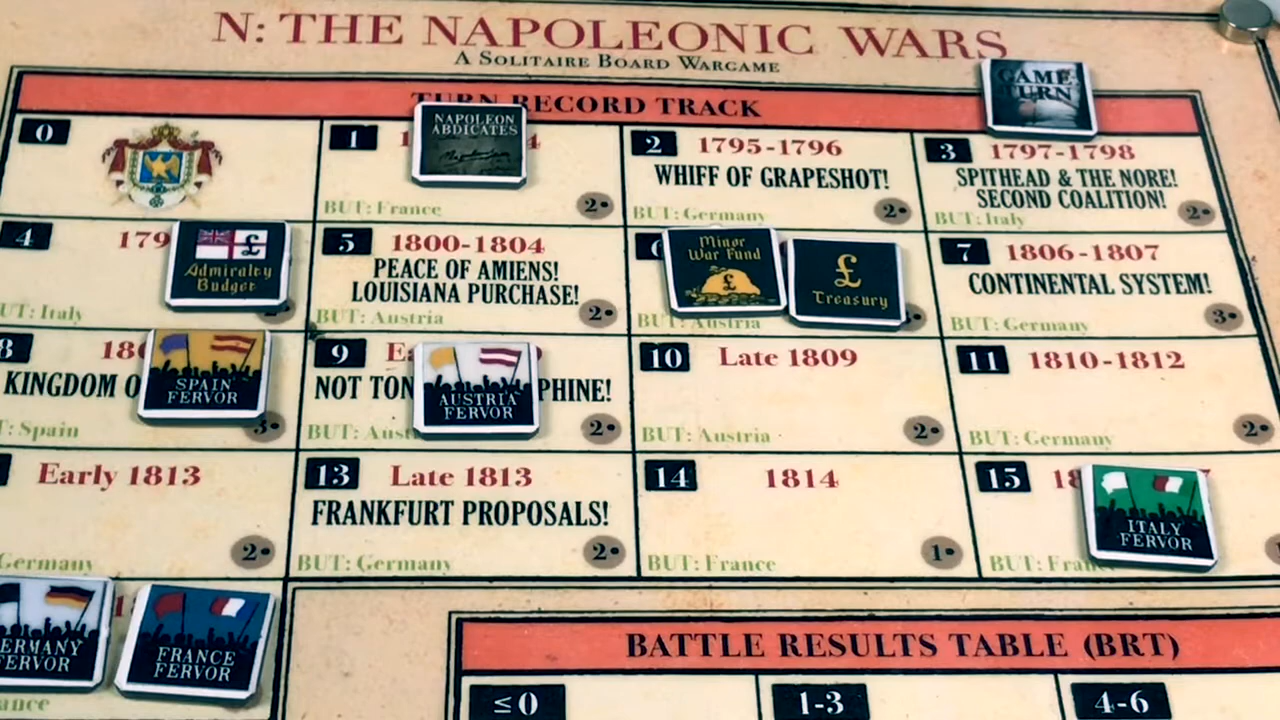 N: THE NAPOLEONIC WARS
A SOLITAIRE BOARD WARGAME
GAME
TURN
TURN RECORD TRACK
0
1
NAPOLEON
ABDICATES
BUT: France
2•
2
1795-1796
WHIFF OF GRAPESHOT!
BUT: Germany
2•
3
1797-1798
SPITHEAD & THE NORE!
SECOND COALITION!
BUT: Italy
2•
4
179
Admiralty
Budget
UT: Italy
5
1800-1804
PEACE OF AMIENS!
LOUISIANA PURCHASE!
BUT: Austria
2•
Minor
War Fund
£
£
Treasury
BUT: Austria
7
1806-1807
CONTINENTAL SYSTEM!
BUT: Germany
3•
8
18
KINGDOM O
SPAIN
FERVOR
T: Spain
3•
9
NOT TON
PHINE!
AUSTRIA
FERVOR
BUT: Aust
2•
10
Late 1809
BUT: Austria
2•
11
1810-1812
BUT: Germany
2•
Early 1813
Germany
2•
13
Late 1813
FRANKFURT PROPOSALS!
BUT: Germany
2•
14
1814
BUT: France
1•
15
18
ITALY
FERVOR
BUT: Fra
ERMANY
FERVOR
FRANCE
FERVOR
ance
BATTLE RESULTS TABLE (BRT)
≤0
1-3
4-6